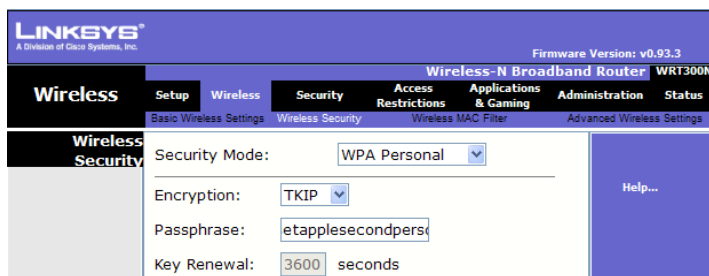 LINKSYS®
A Division of Cisco Systems, Inc.
Firmware Version: v0.93.3
Wireless-N Broadband Router WRT300N
Wireless
Setup Wireless Security Access Restrictions Applications & Gaming Administration Status
Basic Wireless Settings Wireless Security Wireless MAC Filter Advanced Wireless Settings
Wireless Security
Security Mode: WPA Personal
Help...
Encryption: TKIP
Passphrase: etapplesecondperso
Key Renewal: 3600 seconds